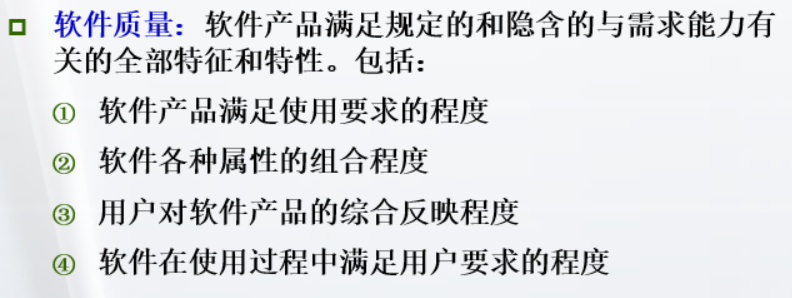 软件质量：软件产品满足规定的和隐含的与需求能力有
关的全部特征和特性。包括：
① 软件产品满足使用要求的程度
② 软件各种属性的组合程度
③ 用户对软件产品的综合反映程度
④ 软件在使用过程中满足用户要求的程度